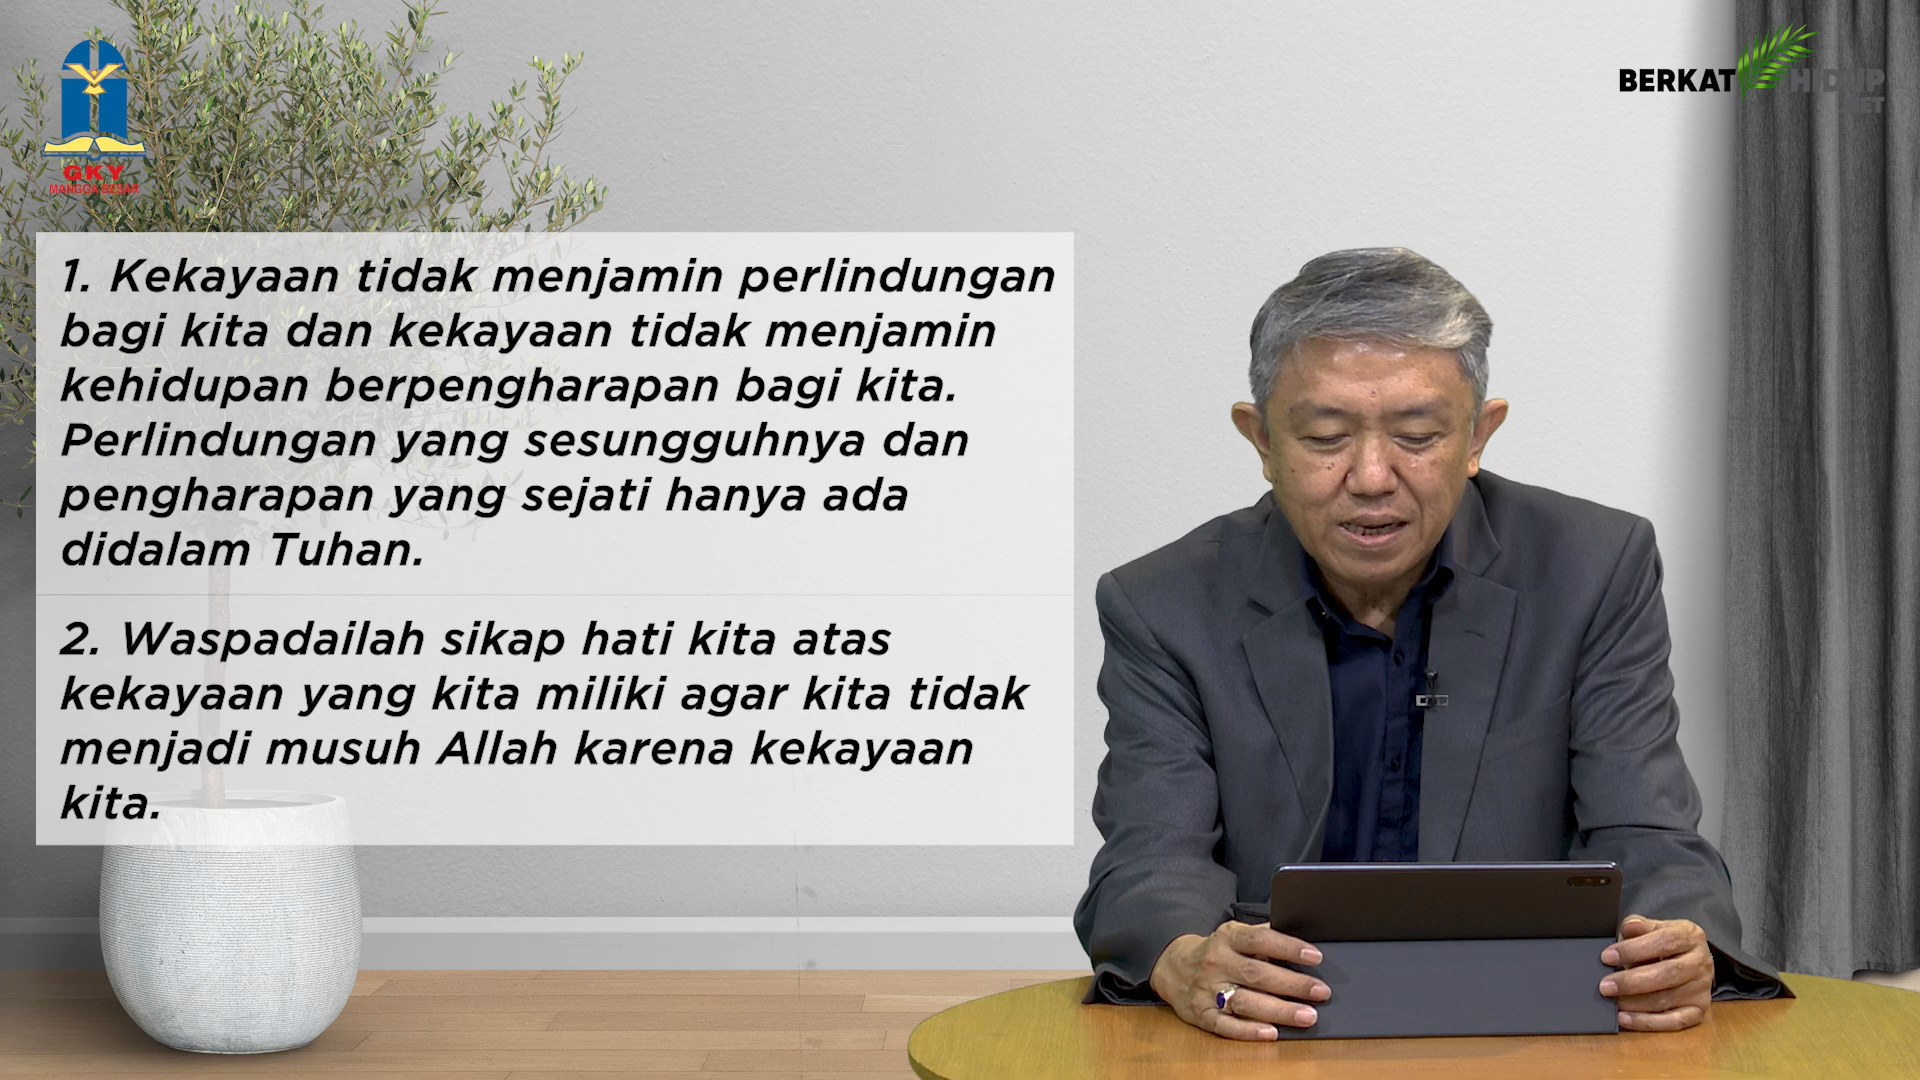 GKY
MANGGA BESAR
BERKAT HIDUP
NET
1. Kekayaan tidak menjamin perlindungan
bagi kita dan kekayaan tidak menjamin
kehidupan berpengharapan bagi kita.
Perlindungan yang sesungguhnya dan
pengharapan yang sejati hanya ada
didalam Tuhan.
2. Waspadailah sikap hati kita atas
kekayaan yang kita miliki agar kita tidak
menjadi musuh Allah karena kekayaan
kita.